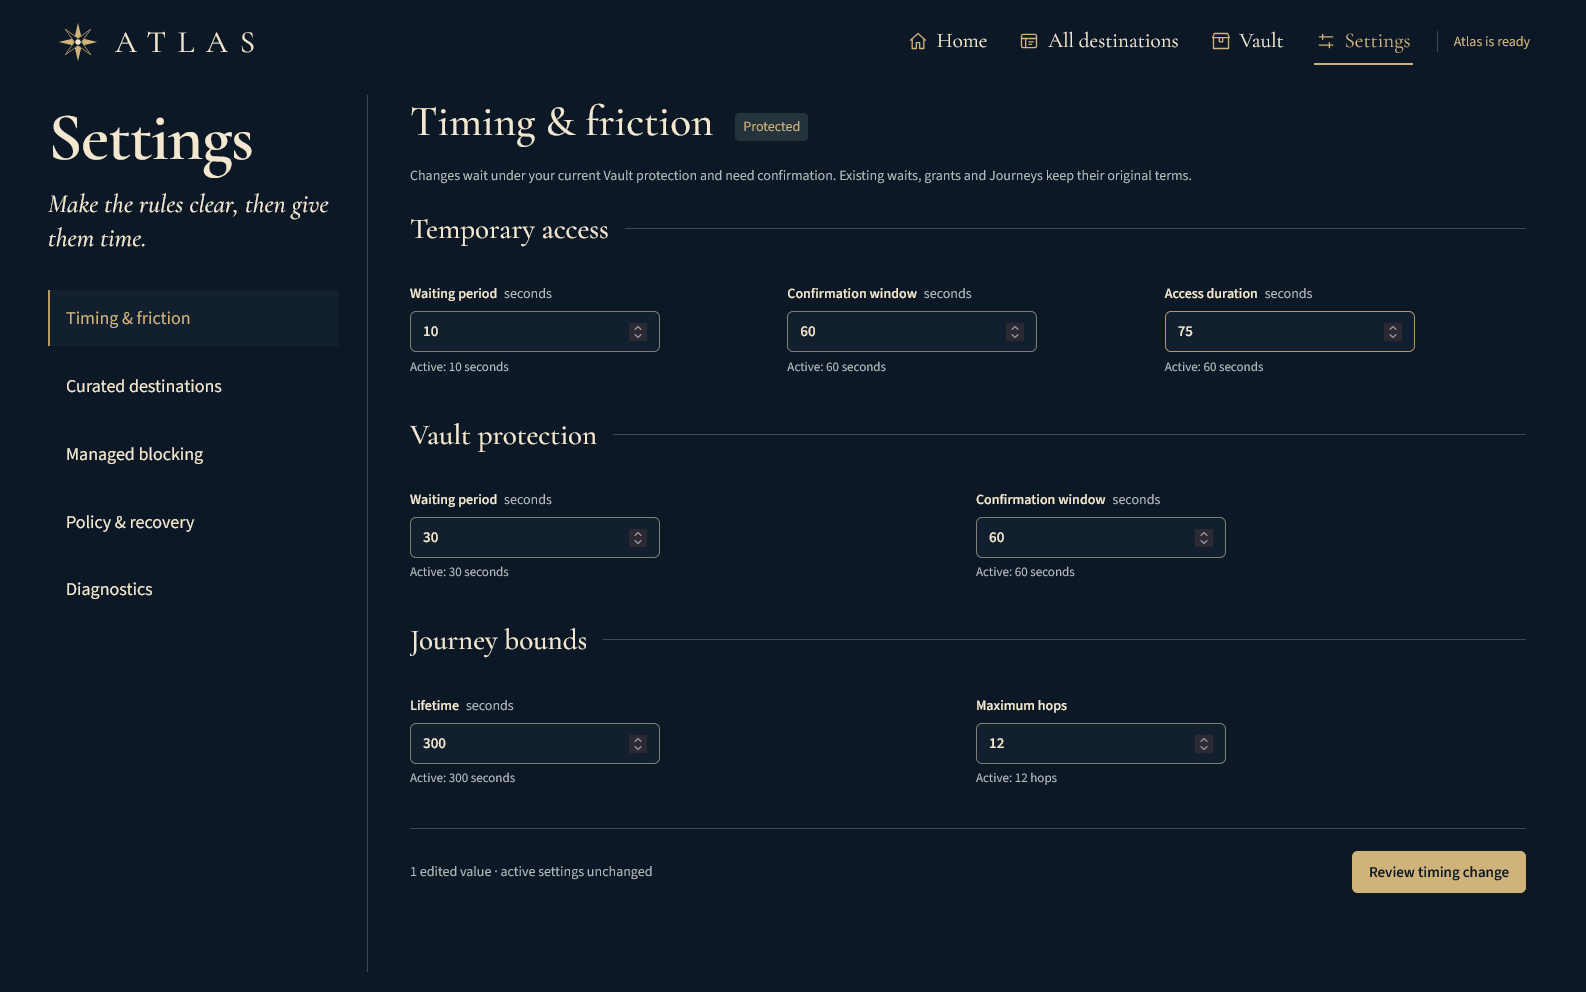 ATLAS
Home
All destinations
Vault
Settings
Atlas is ready
Settings
Make the rules clear, then give
them time.
Timing & friction
Curated destinations
Managed blocking
Policy & recovery
Diagnostics
Timing & friction
Protected
Changes wait under your current Vault protection and need confirmation. Existing waits, grants and Journeys keep their original terms.
Temporary access
Waiting period seconds
10
Active: 10 seconds
Confirmation window seconds
60
Active: 60 seconds
Access duration seconds
75
Active: 60 seconds
Vault protection
Waiting period seconds
30
Active: 30 seconds
Confirmation window seconds
60
Active: 60 seconds
Journey bounds
Lifetime seconds
300
Active: 300 seconds
Maximum hops
12
Active: 12 hops
1 edited value · active settings unchanged
Review timing change